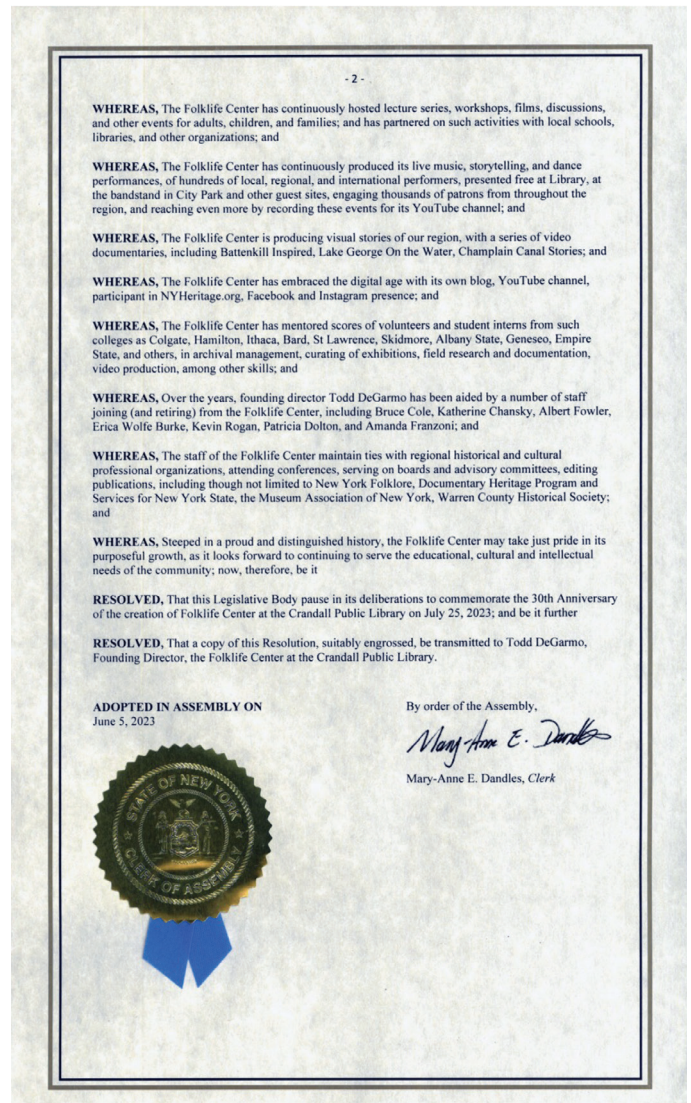 - 2 -
WHEREAS, The Folklife Center has continuously hosted lecture series, workshops, films, discussions,
and other events for adults, children, and families; and has partnered on such activities with local schools,
libraries, and other organizations; and
WHEREAS, The Folklife Center has continuously produced its live music, storytelling, and dance
performances, of hundreds of local, regional, and international performers, presented free at Library, at
the bandstand in City Park and other guest sites, engaging thousands of patrons from throughout the
region, and reaching even more by recording these events for its YouTube channel; and
WHEREAS, The Folklife Center is producing visual stories of our region, with a series of video
documentaries, including Battenkill Inspired, Lake George On the Water, Champlain Canal Stories; and
WHEREAS, The Folklife Center has embraced the digital age with its own blog, YouTube channel,
participant in NYHeritage.org, Facebook and Instagram presence; and
WHEREAS, The Folklife Center has mentored scores of volunteers and student interns from such
colleges as Colgate, Hamilton, Ithaca, Bard, St Lawrence, Skidmore, Albany State, Geneseo, Empire
State, and others, in archival management, curating of exhibitions, field research and documentation,
video production, among other skills; and
WHEREAS, Over the years, founding director Todd DeGarmo has been aided by a number of staff
joining (and retiring) from the Folklife Center, including Bruce Cole, Katherine Chansky, Albert Fowler,
Erica Wolfe Burke, Kevin Rogan, Patricia Dolton, and Amanda Franzoni; and
WHEREAS, The staff of the Folklife Center maintain ties with regional historical and cultural
professional organizations, attending conferences, serving on boards and advisory committees, editing
publications, including though not limited to New York Folklore, Documentary Heritage Program and
Services for New York State, the Museum Association of New York, Warren County Historical Society;
and
WHEREAS, Steeped in a proud and distinguished history, the Folklife Center may take just pride in its
purposeful growth, as it looks forward to continuing to serve the educational, cultural and intellectual
needs of the community; now, therefore, be it
RESOLVED, That this Legislative Body pause in its deliberations to commemorate the 30th Anniversary
of the creation of Folklife Center at the Crandall Public Library on July 25, 2023; and be it further
RESOLVED, That a copy of this Resolution, suitably engrossed, be transmitted to Todd DeGarmo,
Founding Director, the Folklife Center at the Crandall Public Library.
ADOPTED IN ASSEMBLY ON
June 5, 2023
By order of the Assembly,
Mary-Anne E. Dandles
Mary-Anne E. Dandles, Clerk
STATE OF NEW YORK
CLERK OF ASSEMBLY